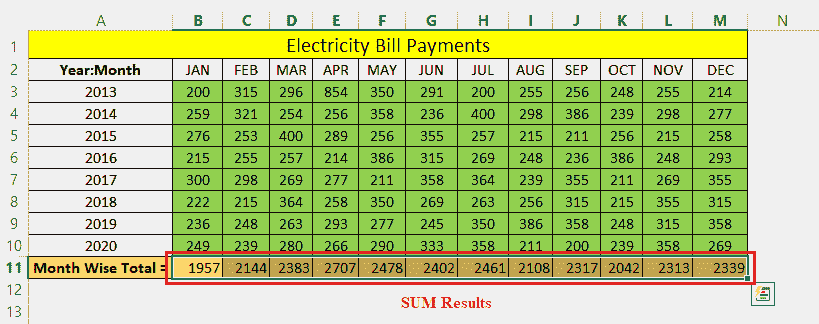 A B C D E F G H I J K L M N
1 Electricity Bill Payments
2 Year:Month JAN FEB MAR APR MAY JUN JUL AUG SEP OCT NOV DEC
3 2013 200 315 296 854 350 291 200 255 256 248 255 214
4 2014 259 321 254 256 358 236 400 298 386 239 298 277
5 2015 276 253 400 289 256 355 257 215 211 256 215 258
6 2016 215 255 257 214 386 315 269 248 236 386 248 293
7 2017 300 298 269 277 211 358 364 239 355 211 269 355
8 2018 222 215 364 258 350 269 263 256 315 215 355 315
9 2019 236 248 263 293 277 245 350 386 358 248 315 358
10 2020 249 239 280 266 290 333 358 211 200 239 358 269
11 Month Wise Total = 1957 2144 2383 2707 2478 2402 2461 2108 2317 2042 2313 2339
12
SUM Results
13